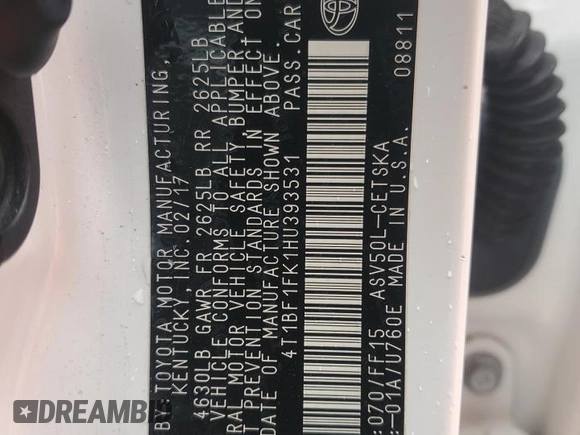 BY TOYOTA MOTOR MANUFACTURING,
KENTUCKY, INC. 02/17
4630LB GAWR FR 2625LB RR 2625LB
VEHICLE CONFORMS TO ALL APPLICABLE
RAL MOTOR VEHICLE SAFETY, BUMPER AND
T PREVENTION STANDARDS IN EFFECT ON
DATE OF MANUFACTURE SHOWN ABOVE.
4T1BF1FK1HU393531 PASS.CAR
:070/FF15 ASV50L-CETSKA
:-01A/U760E MADE IN U.S.A.
08811
DREAMBID